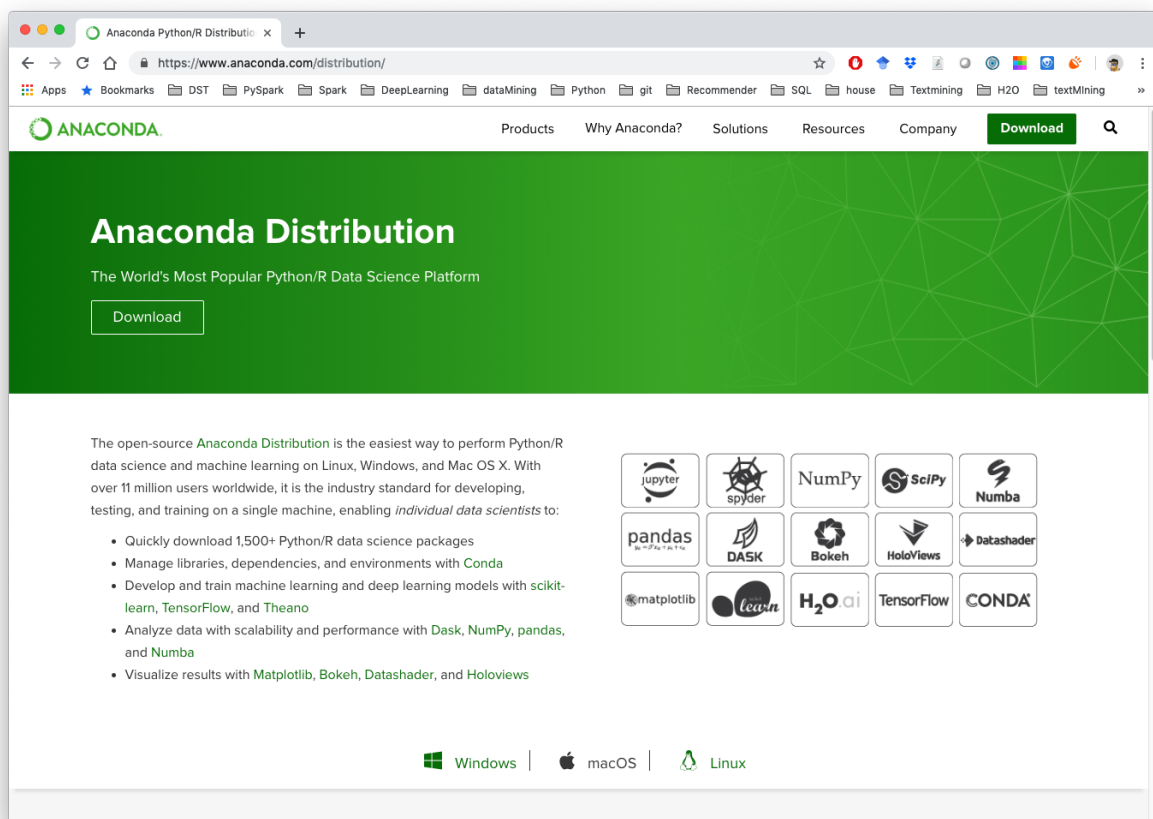 Anaconda Python/R Distributio
https://www.anaconda.com/distribution/
Apps Bookmarks DST PySpark Spark DeepLearning dataMining Python git Recommender SQL house Textmining H2O textMIning »
ANACONDA.
Products Why Anaconda? Solutions Resources Company Download
Anaconda Distribution
The World's Most Popular Python/R Data Science Platform
Download
The open-source Anaconda Distribution is the easiest way to perform Python/R
data science and machine learning on Linux, Windows, and Mac OS X. With
over 11 million users worldwide, it is the industry standard for developing,
testing, and training on a single machine, enabling individual data scientists to:
• Quickly download 1,500+ Python/R data science packages
• Manage libraries, dependencies, and environments with Conda
• Develop and train machine learning and deep learning models with scikit-
learn, TensorFlow, and Theano
• Analyze data with scalability and performance with Dask, NumPy, pandas,
and Numba
• Visualize results with Matplotlib, Bokeh, Datashader, and Holoviews
jupyter spyder NumPy SciPy Numba
pandas DASK Bokeh HoloViews Datashader
matplotlib learn H2O.ai TensorFlow CONDA
Windows macOS Linux